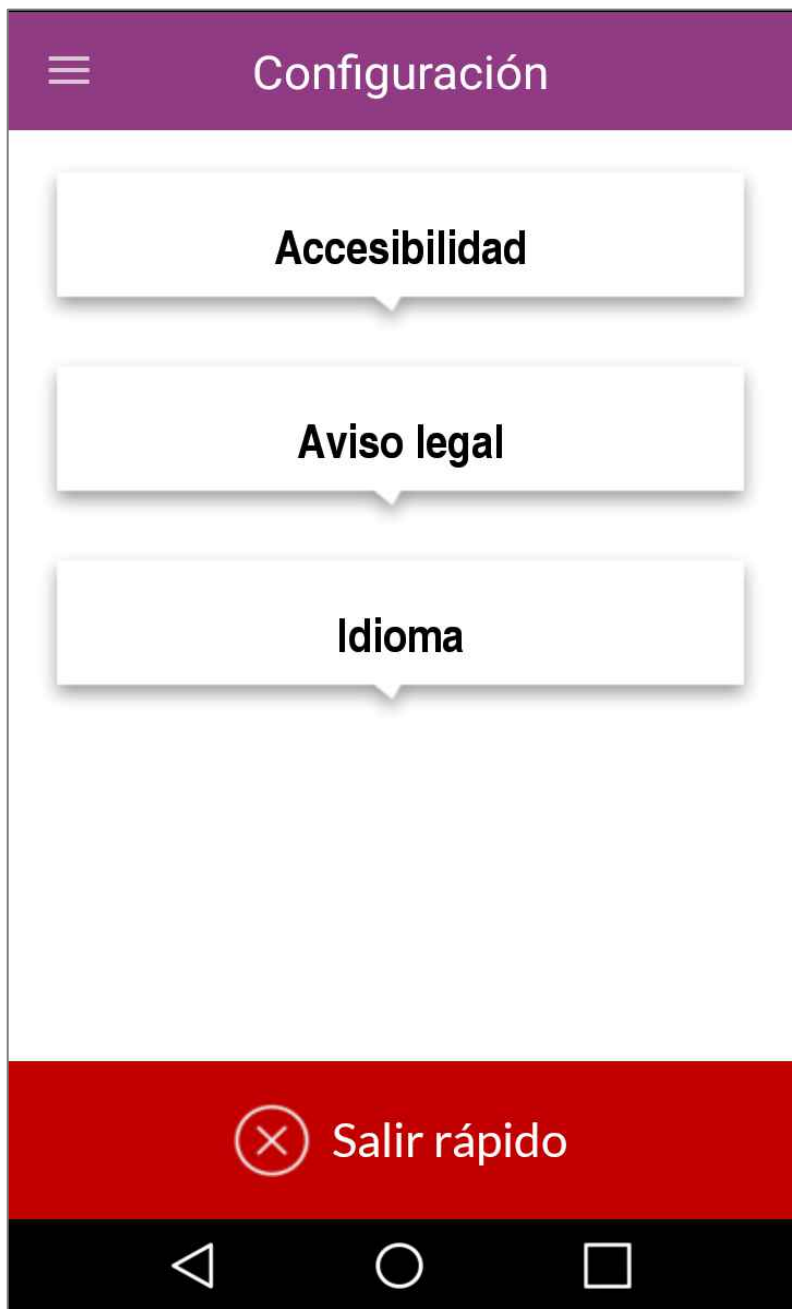 Configuración
Accesibilidad
Aviso legal
Idioma
Salir rápido